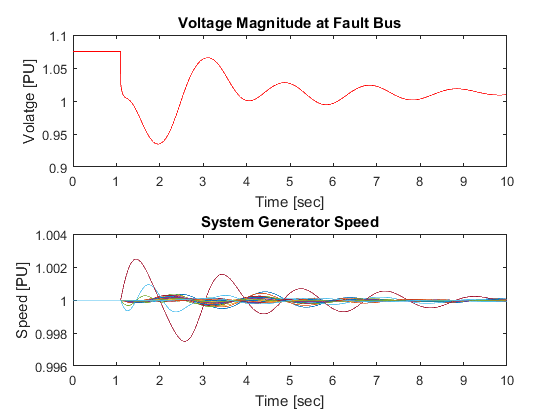 Voltage Magnitude at Fault Bus
1.1
1.05
1
0.95
0.9
Volatge [PU]
0 1 2 3 4 5 6 7 8 9 10
Time [sec]
System Generator Speed
1.004
1.002
1
0.998
0.996
Speed [PU]
0 1 2 3 4 5 6 7 8 9 10
Time [sec]